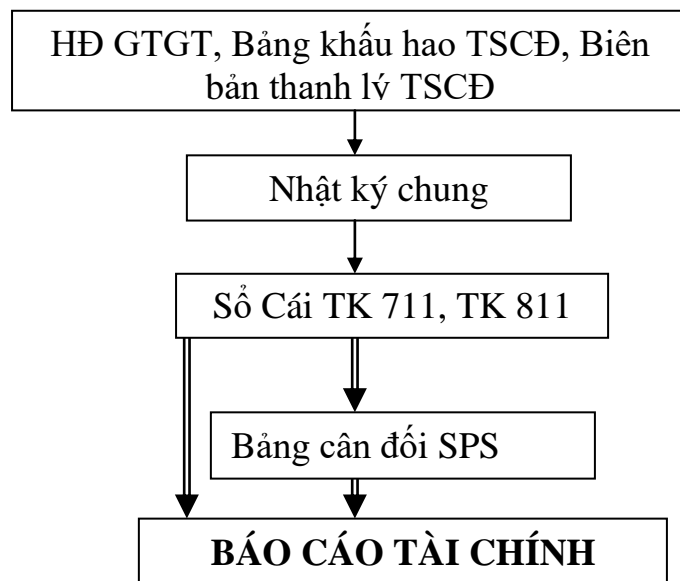 HĐ GTGT, Bảng khấu hao TSCĐ, Biên
bản thanh lý TSCĐ
Nhật ký chung
Sổ Cái TK 711, TK 811
Bảng cân đối SPS
BÁO CÁO TÀI CHÍNH